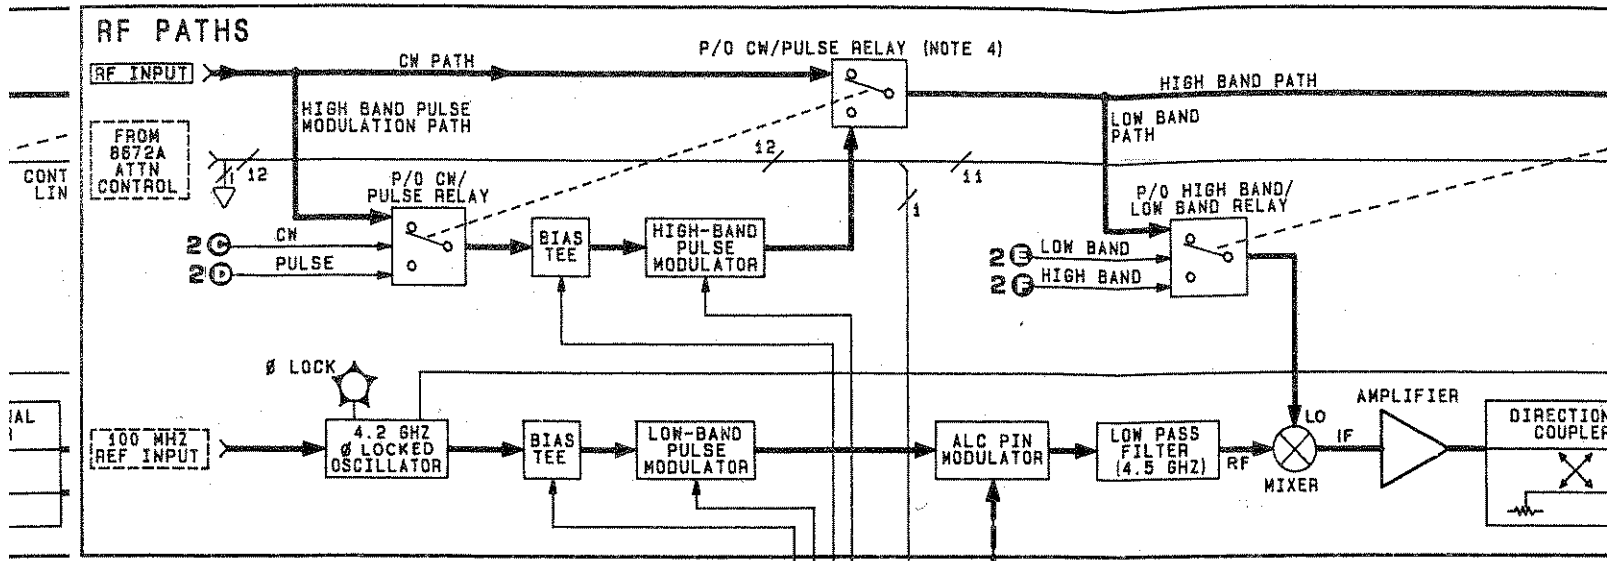 RF PATHS
P/O CW/PULSE RELAY (NOTE 4)
RF INPUT
CW PATH
HIGH BAND PATH
HIGH BAND PULSE
MODULATION PATH
LOW BAND
PATH
FROM
8672A
ATTN
CONTROL
12
12
11
1
1
CONT
LIN
P/O CW/
PULSE RELAY
P/O HIGH BAND/
LOW BAND RELAY
2 C CW
2 D PULSE
BIAS
TEE
HIGH-BAND
PULSE
MODULATOR
2 E LOW BAND
2 F HIGH BAND
Ø LOCK
AMPLIFIER
IAL
R
100 MHZ
REF INPUT
4.2 GHZ
Ø LOCKED
OSCILLATOR
BIAS
TEE
LOW-BAND
PULSE
MODULATOR
ALC PIN
MODULATOR
LOW PASS
FILTER
(4.5 GHZ)
RF
LO
IF
MIXER
DIRECTION
COUPLER